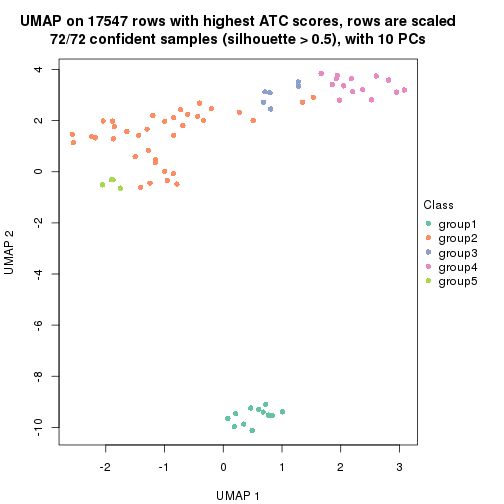 UMAP on 17547 rows with highest ATC scores, rows are scaled
72/72 confident samples (silhouette > 0.5), with 10 PCs
4
2
0
-2
-4
-6
-8
-10
UMAP 2
-2
-1
0
1
2
3
UMAP 1
Class
group1
group2
group3
group4
group5